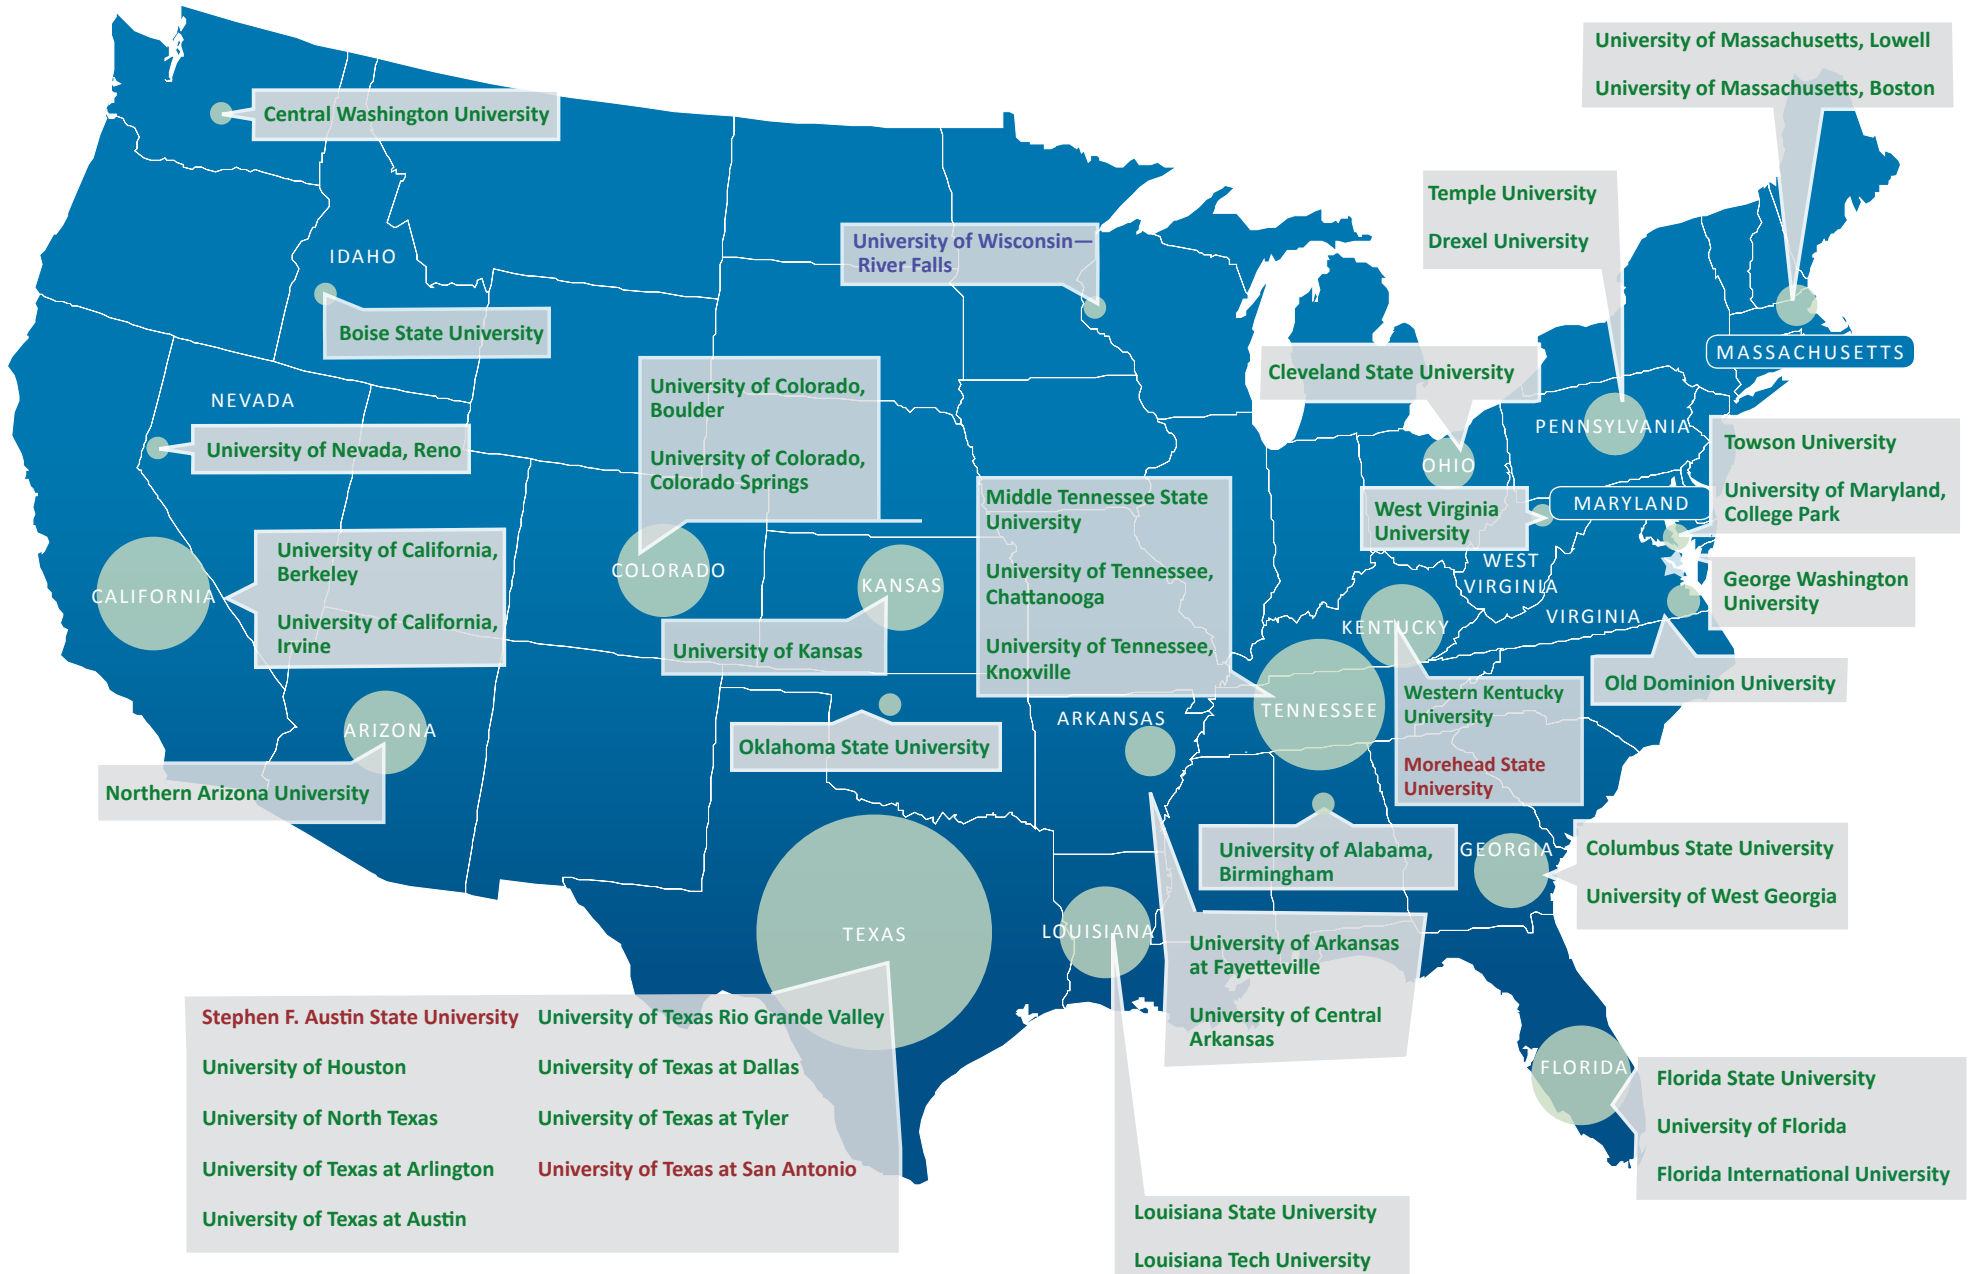 University of Massachusetts, Lowell
University of Massachusetts, Boston
Central Washington University
Temple University
Drexel University
University of Wisconsin—
River Falls
IDAHO
Boise State University
MASSACHUSETTS
Cleveland State University
University of Colorado,
Boulder
University of Colorado,
Colorado Springs
NEVADA
University of Nevada, Reno
PENNSYLVANIA
OHIO
Towson University
University of Maryland,
College Park
MARYLAND
West Virginia
University
Middle Tennessee State
University
University of Tennessee,
Chattanooga
University of Tennessee,
Knoxville
University of California,
Berkeley
University of California,
Irvine
CALIFORNIA
COLORADO
KANSAS
University of Kansas
WEST
VIRGINIA
VIRGINIA
George Washington
University
KENTUCKY
Old Dominion University
Western Kentucky
University
Morehead State
University
TENNESSEE
ARKANSAS
ARIZONA
Northern Arizona University
Oklahoma State University
University of Alabama,
Birmingham
GEORGIA
Columbus State University
University of West Georgia
TEXAS
LOUISIANA
University of Arkansas
at Fayetteville
University of Central
Arkansas
Stephen F. Austin State University
University of Houston
University of North Texas
University of Texas at Arlington
University of Texas at Austin
University of Texas Rio Grande Valley
University of Texas at Dallas
University of Texas at Tyler
University of Texas at San Antonio
FLORIDA
Florida State University
University of Florida
Florida International University
Louisiana State University
Louisiana Tech University